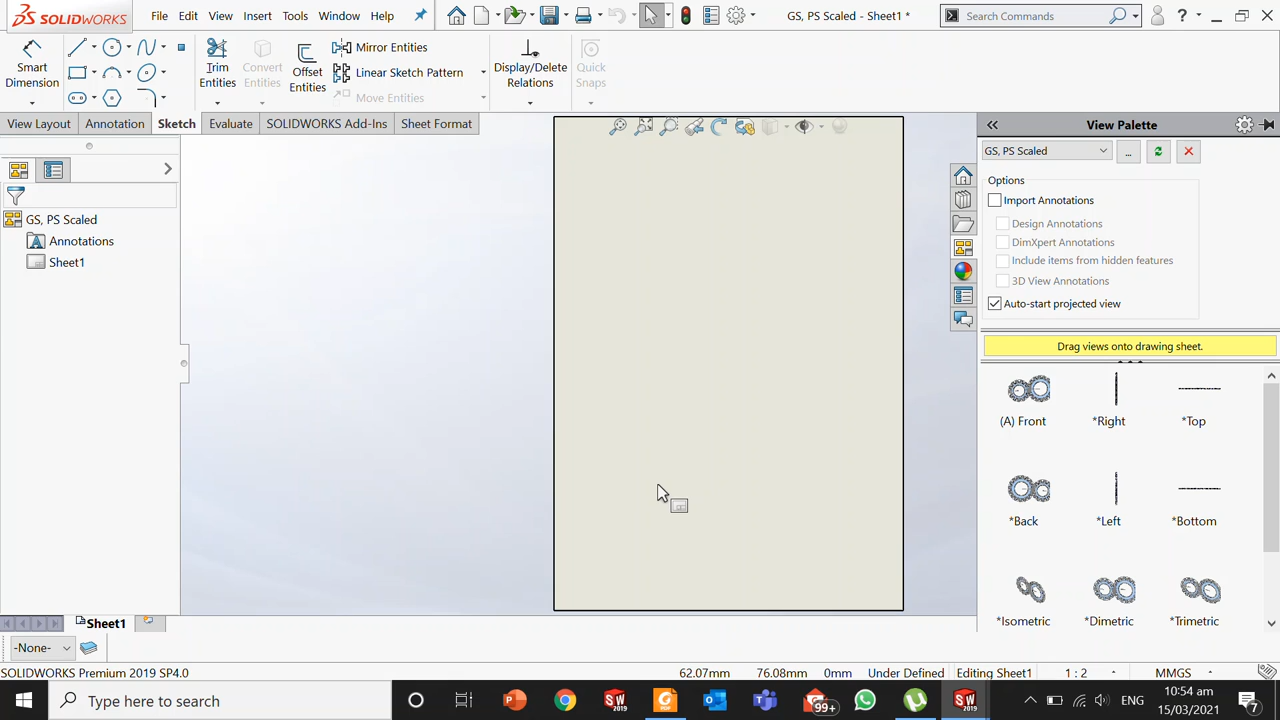 SOLIDWORKS
File Edit View Insert Tools Window Help
GS, PS Scaled - Sheet1 *
Search Commands
?
Smart
Dimension
Trim
Entities
Convert
Entities
Offset
Entities
Mirror Entities
Linear Sketch Pattern
Move Entities
Display/Delete
Relations
Quick
Snaps
View Layout
Annotation
Sketch
Evaluate
SOLIDWORKS Add-Ins
Sheet Format
GS, PS Scaled
Annotations
Sheet1
View Palette
GS, PS Scaled
...
Options
Import Annotations
Design Annotations
DimXpert Annotations
Include items from hidden features
3D View Annotations
Auto-start projected view
Drag views onto drawing sheet.
(A) Front
*Right
*Top
*Back
*Left
*Bottom
*Isometric
*Dimetric
*Trimetric
Sheet1
-None-
SOLIDWORKS Premium 2019 SP4.0
62.07mm
76.08mm
0mm
Under Defined
Editing Sheet1
1 : 2
MMGS
Type here to search
SW
2019
PDF
99+
SW
2019
ENG
10:54 am
15/03/2021
7